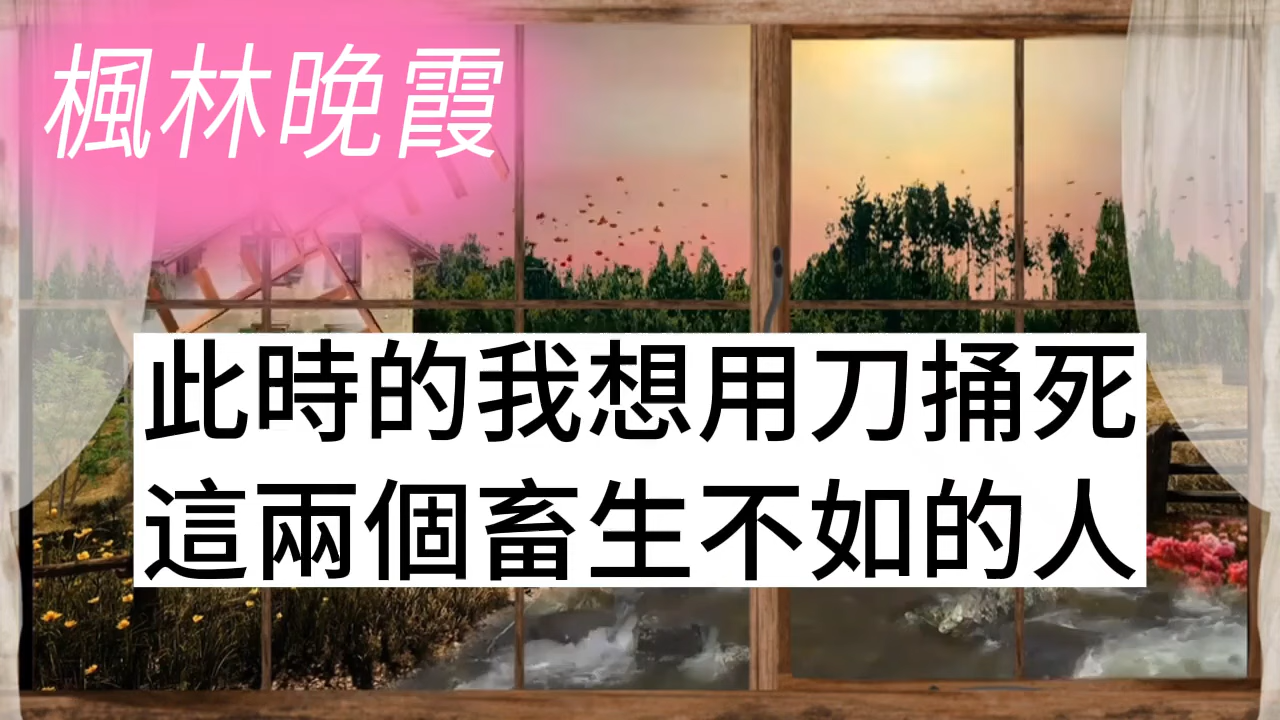 楓林晚霞
此時的我想用刀捅死
這兩個畜生不如的人